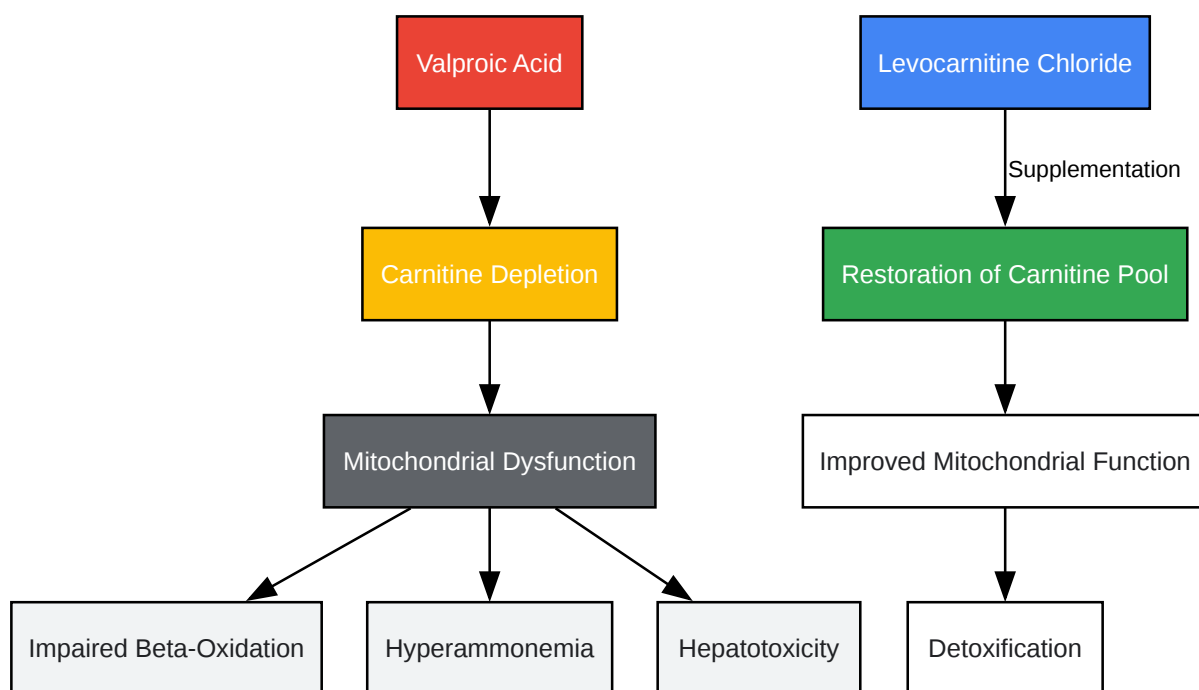 Valproic Acid
Levocarnitine Chloride
Supplementation
Carnitine Depletion
Restoration of Carnitine Pool
Mitochondrial Dysfunction
Improved Mitochondrial Function
Impaired Beta-Oxidation
Hyperammonemia
Hepatotoxicity
Detoxification